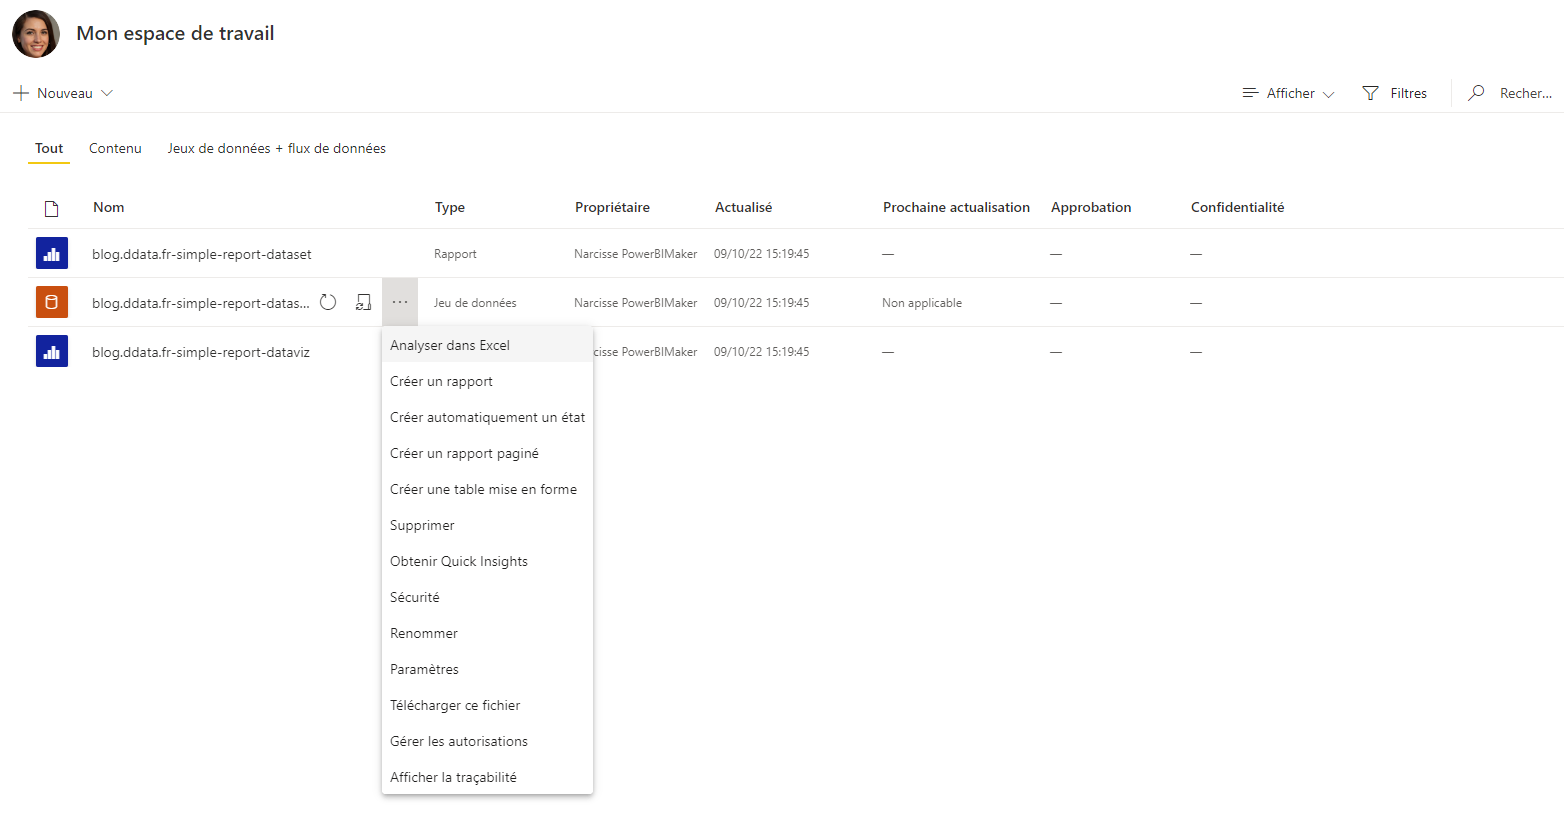 Mon espace de travail
Nouveau
Afficher
Filtres
Recher...
Tout
Contenu
Jeux de données + flux de données
Nom
Type
Propriétaire
Actualisé
Prochaine actualisation
Approbation
Confidentialité
blog.ddata.fr-simple-report-dataset
Rapport
Narcisse PowerBIMaker
09/10/22 15:19:45
—
—
—
blog.ddata.fr-simple-report-datas...
...
Jeu de données
Narcisse PowerBIMaker
09/10/22 15:19:45
Non applicable
—
—
blog.ddata.fr-simple-report-dataviz
cisse PowerBIMaker
09/10/22 15:19:45
—
—
—
Analyser dans Excel
Créer un rapport
Créer automatiquement un état
Créer un rapport paginé
Créer une table mise en forme
Supprimer
Obtenir Quick Insights
Sécurité
Renommer
Paramètres
Télécharger ce fichier
Gérer les autorisations
Afficher la traçabilité